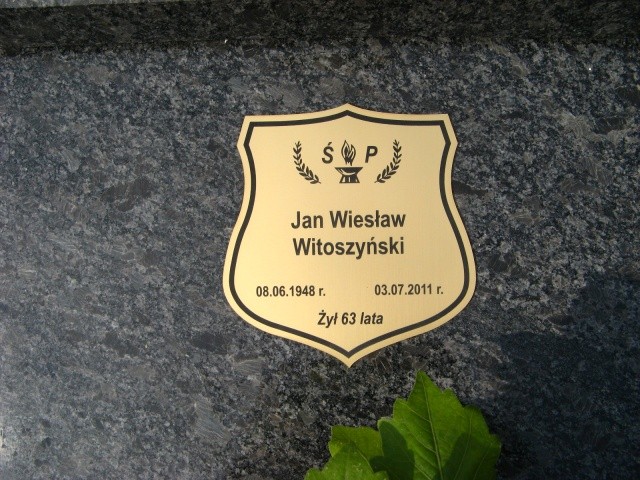 Ś P
Jan Wiesław
Witoszyński
08.06.1948 r. 03.07.2011 r.
Żył 63 lata